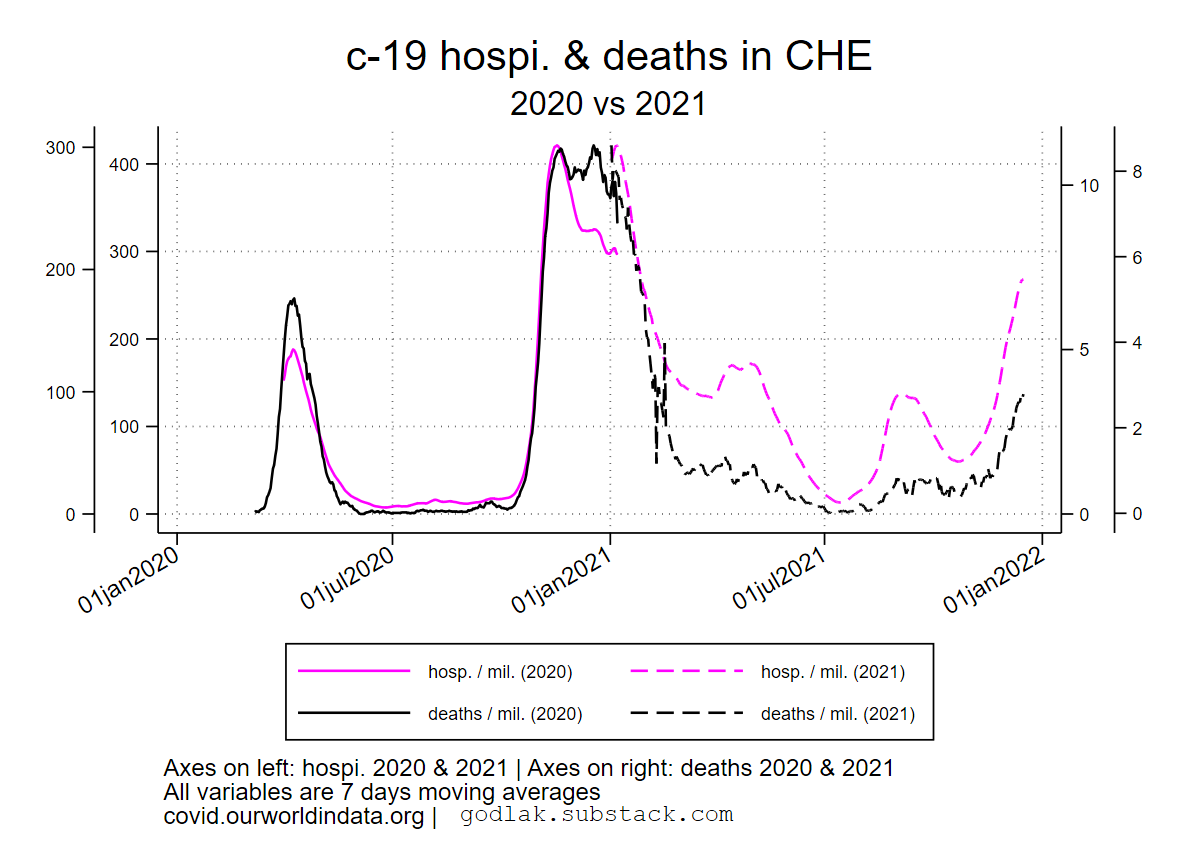 c-19 hospi. & deaths in CHE
2020 vs 2021
300
200
100
0
400
300
200
100
0
10
5
0
8
6
4
2
0
01jan2020
01jul2020
01jan2021
01jul2021
01jan2022
hosp. / mil. (2020)
hosp. / mil. (2021)
deaths / mil. (2020)
deaths / mil. (2021)
Axes on left: hospi. 2020 & 2021 | Axes on right: deaths 2020 & 2021
All variables are 7 days moving averages
covid.ourworldindata.org | godlak.substack.com